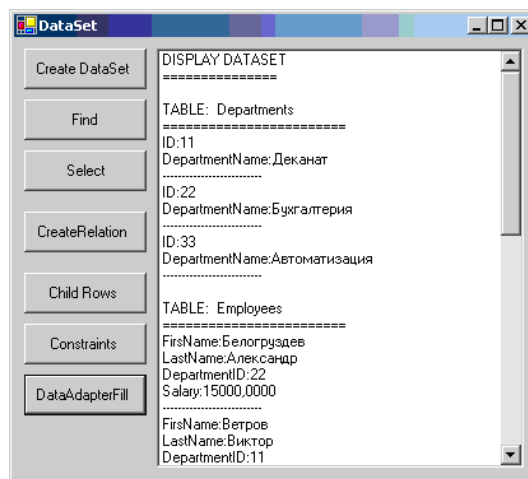 DataSet
Create DataSet
Find
Select
CreateRelation
Child Rows
Constraints
DataAdapterFill
DISPLAY DATASET
===============
TABLE:  Departments
========================
ID:11
DepartmentName:Деканат
--------------------------
ID:22
DepartmentName:Бухгалтерия
--------------------------
ID:33
DepartmentName:Автоматизация
--------------------------
TABLE:  Employees
========================
FirsName:Белогруздев
LastName:Александр
DepartmentID:22
Salary:15000,0000
--------------------------
FirsName:Ветров
LastName:Виктор
DepartmentID:11